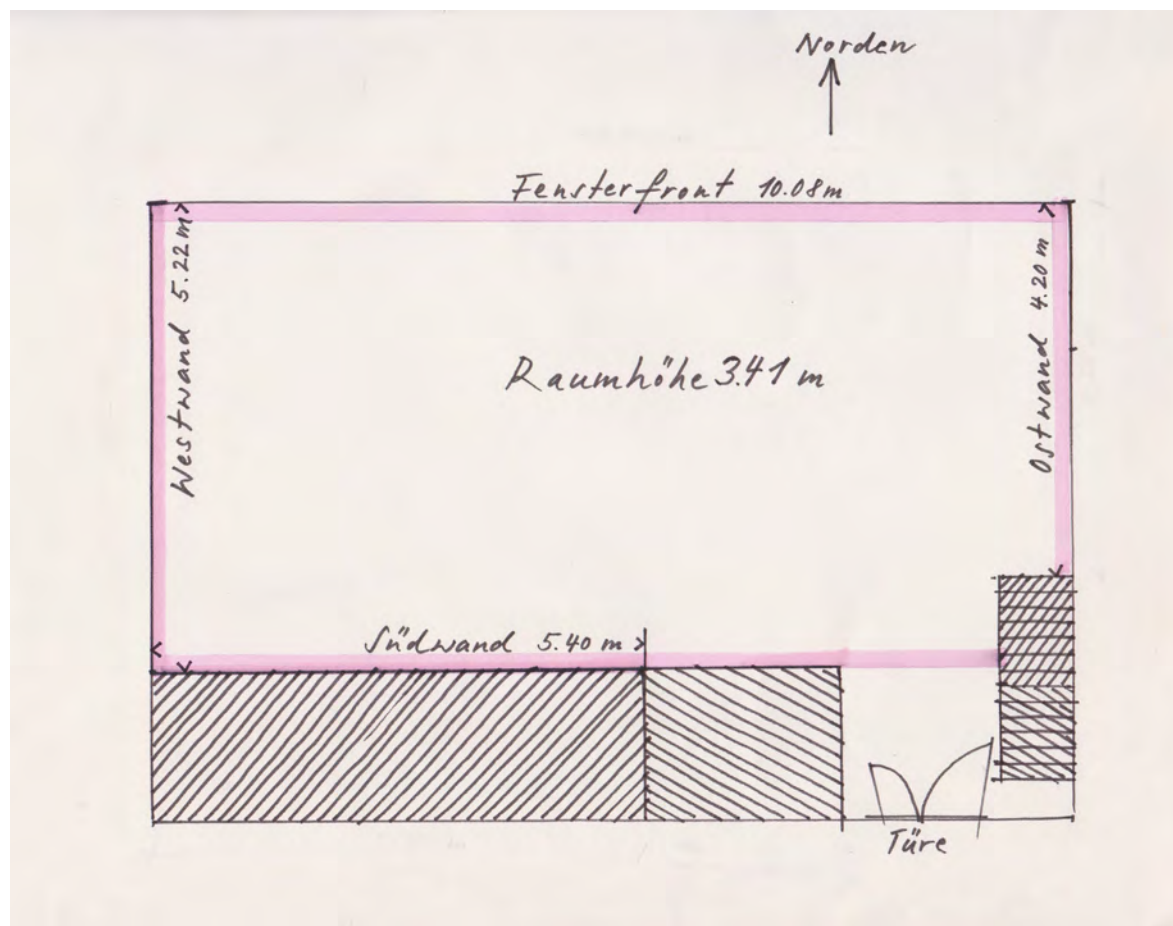 Norden
Fensterfront 10.08m
Westwand 5.22m
Ostwand 4.20m
Raumhöhe 3.41 m
Südwand 5.40 m
Türe